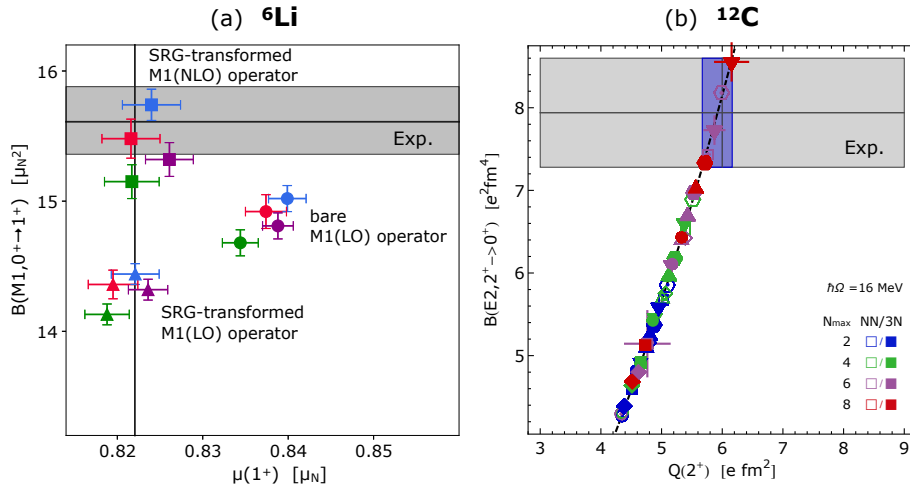 (a) ⁶Li
SRG-transformed
M1(NLO) operator
Exp.
bare
M1(LO) operator
SRG-transformed
M1(LO) operator
B(M1,0⁺→1⁺) [μN²]
16
15
14
0.82
0.83
0.84
0.85
μ(1⁺) [μN]
(b) ¹²C
Exp.
ℏΩ =16 MeV
Nmax NN/3N
2 /
4 /
6 /
8 /
B(E2,2⁺−>0⁺) [e²fm⁴]
8
7
6
5
4
3 4 5 6 7 8 9
Q(2⁺) [e fm²]